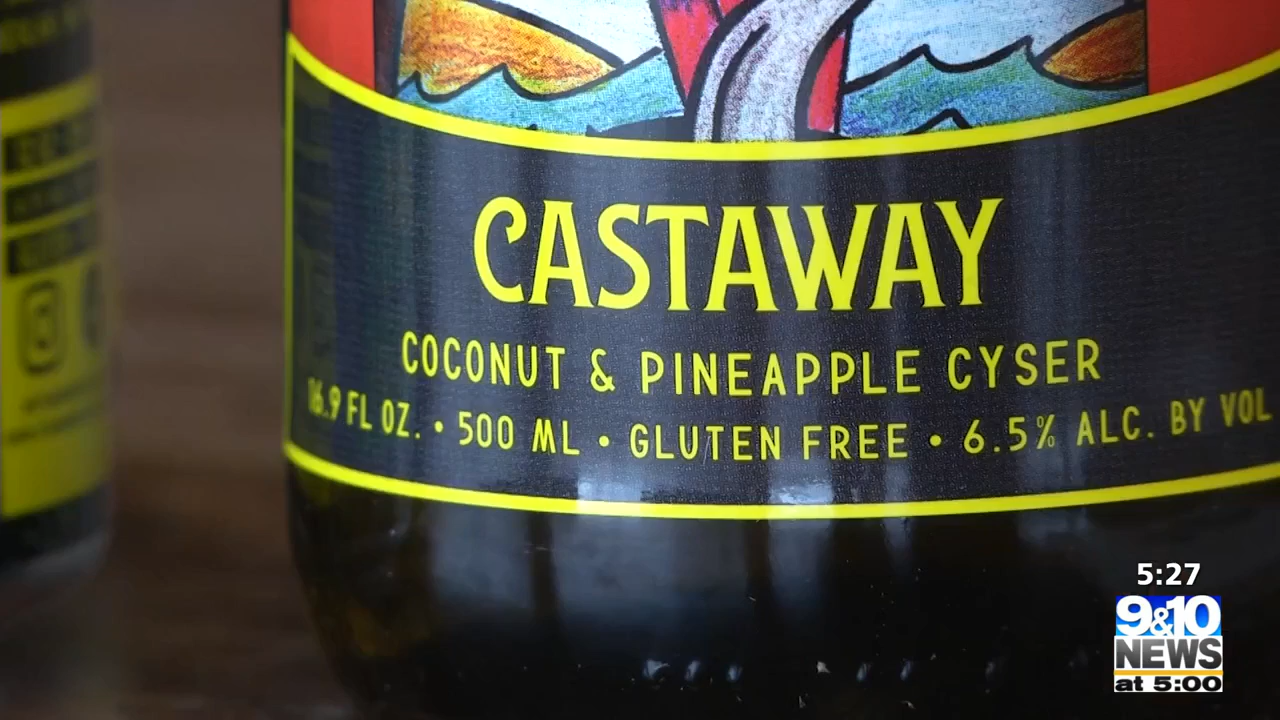 CASTAWAY
COCONUT & PINEAPPLE CYSER
16.9 FL OZ. • 500 ML • GLUTEN FREE • 6.5% ALC. BY VOL
5:27
9&10
NEWS
at 5:00